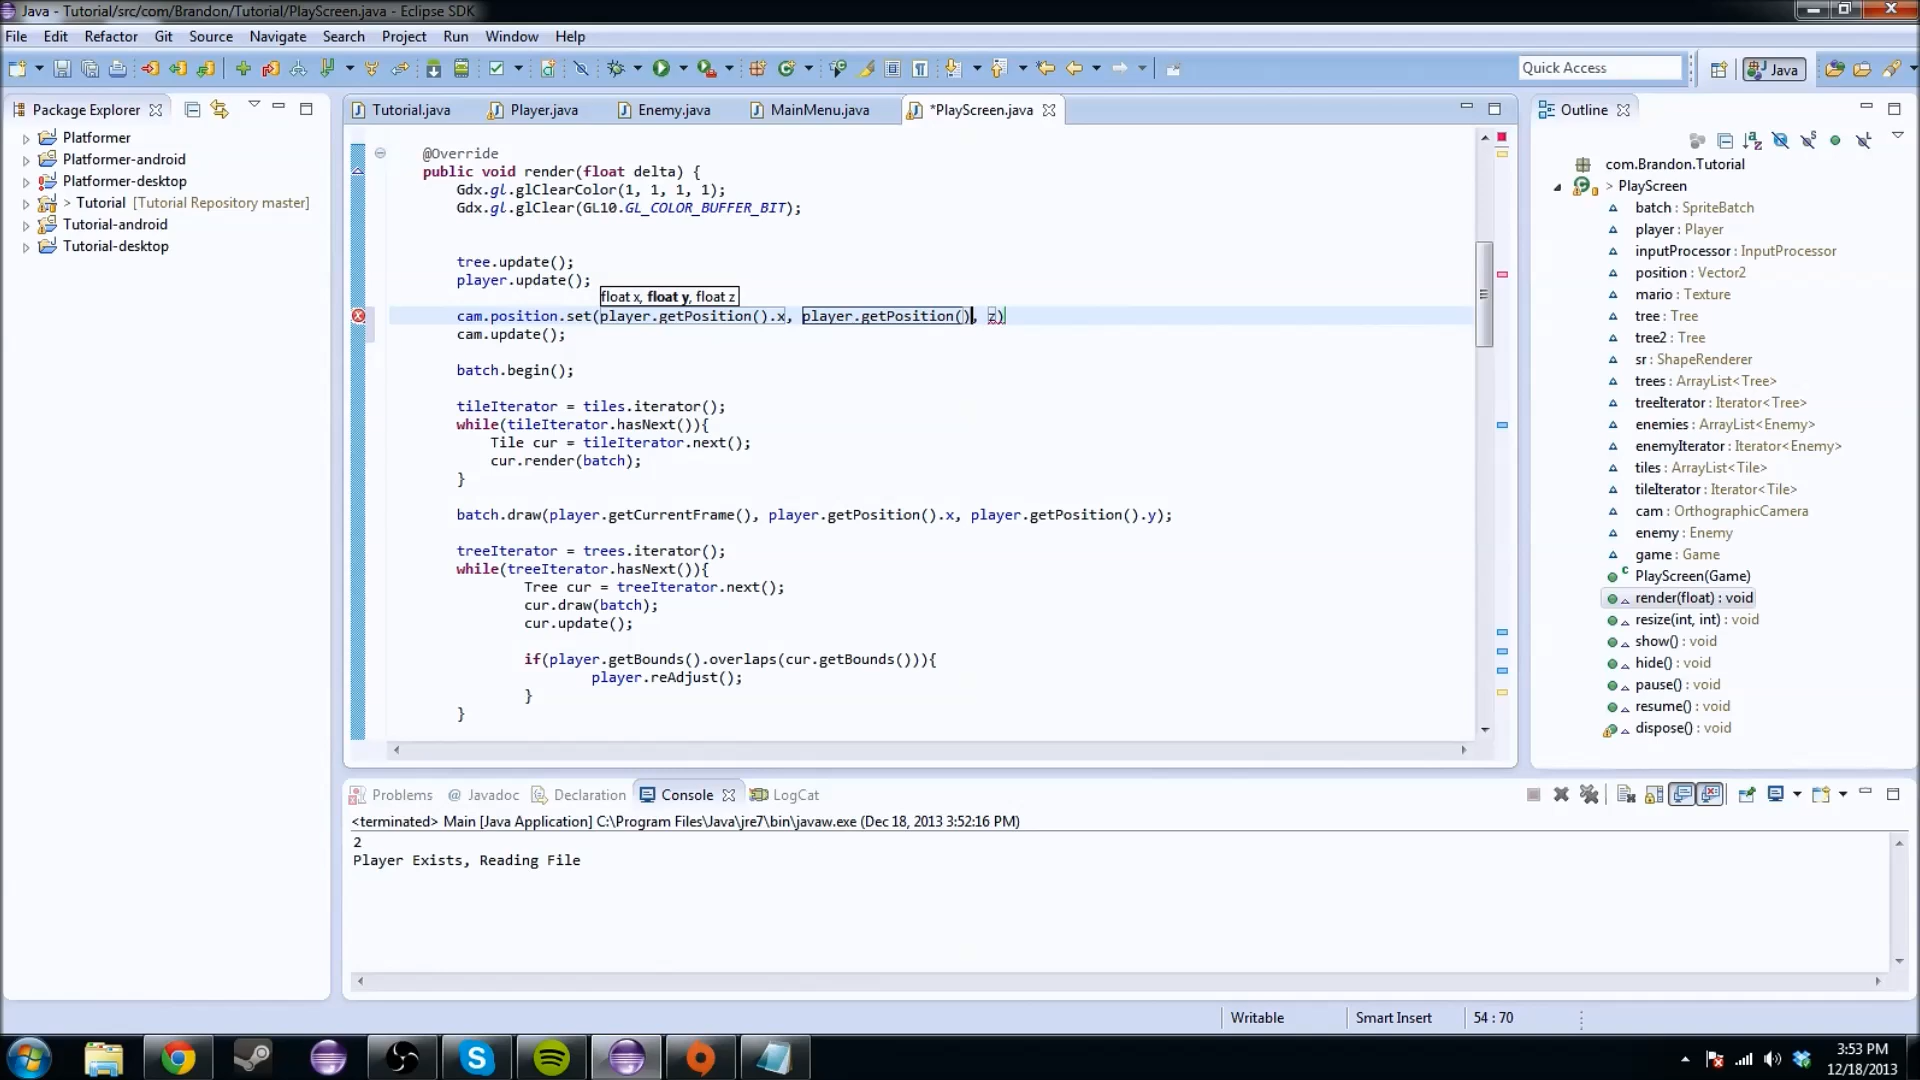 Java - Tutorial/src/com/Brandon/Tutorial/PlayScreen.java - Eclipse SDK
File Edit Refactor Git Source Navigate Search Project Run Window Help
Quick Access
Java
Package Explorer
Platformer
Platformer-android
Platformer-desktop
> Tutorial [Tutorial Repository master]
Tutorial-android
Tutorial-desktop
Tutorial.java Player.java Enemy.java MainMenu.java *PlayScreen.java
@Override
public void render(float delta) {
Gdx.gl.glClearColor(1, 1, 1, 1);
Gdx.gl.glClear(GL10.GL_COLOR_BUFFER_BIT);
tree.update();
player.update();
float x, float y, float z
cam.position.set(player.getPosition().x, player.getPosition(), z)
cam.update();
batch.begin();
tileIterator = tiles.iterator();
while(tileIterator.hasNext()){
Tile cur = tileIterator.next();
cur.render(batch);
}
batch.draw(player.getCurrentFrame(), player.getPosition().x, player.getPosition().y);
treeIterator = trees.iterator();
while(treeIterator.hasNext()){
Tree cur = treeIterator.next();
cur.draw(batch);
cur.update();
if(player.getBounds().overlaps(cur.getBounds())){
player.reAdjust();
}
}
Outline
com.Brandon.Tutorial
> PlayScreen
batch : SpriteBatch
player : Player
inputProcessor : InputProcessor
position : Vector2
mario : Texture
tree : Tree
tree2 : Tree
sr : ShapeRenderer
trees : ArrayList<Tree>
treeIterator : Iterator<Tree>
enemies : ArrayList<Enemy>
enemyIterator : Iterator<Enemy>
tiles : ArrayList<Tile>
tileIterator : Iterator<Tile>
cam : OrthographicCamera
enemy : Enemy
game : Game
PlayScreen(Game)
render(float) : void
resize(int, int) : void
show() : void
hide() : void
pause() : void
resume() : void
dispose() : void
Problems @ Javadoc Declaration Console LogCat
<terminated> Main [Java Application] C:\Program Files\Java\jre7\bin\javaw.exe (Dec 18, 2013 3:52:16 PM)
2
Player Exists, Reading File
Writable Smart Insert 54 : 70
3:53 PM
12/18/2013